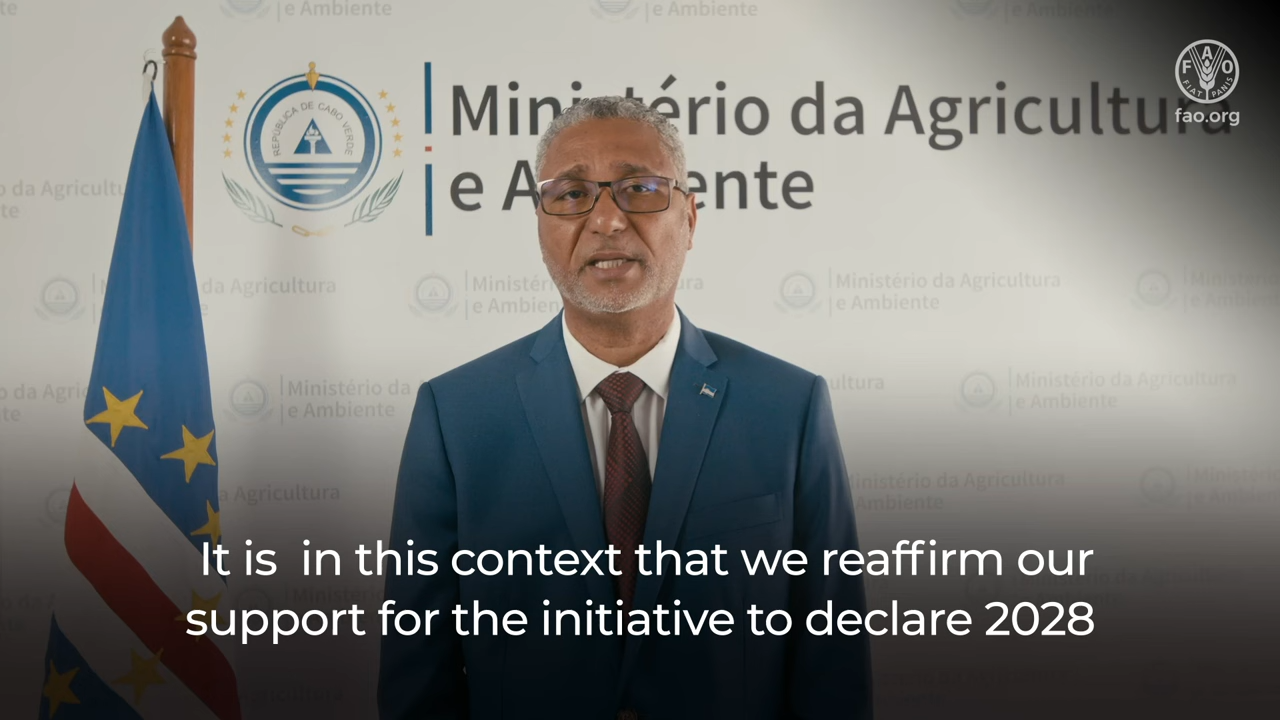 Ministério da Agricultura
REPÚBLICA DE CABO VERDE
FAO
FIAT PANIS
fao.org
Ministério da Agricultura
e Ambiente
It is in this context that we reaffirm our
support for the initiative to declare 2028